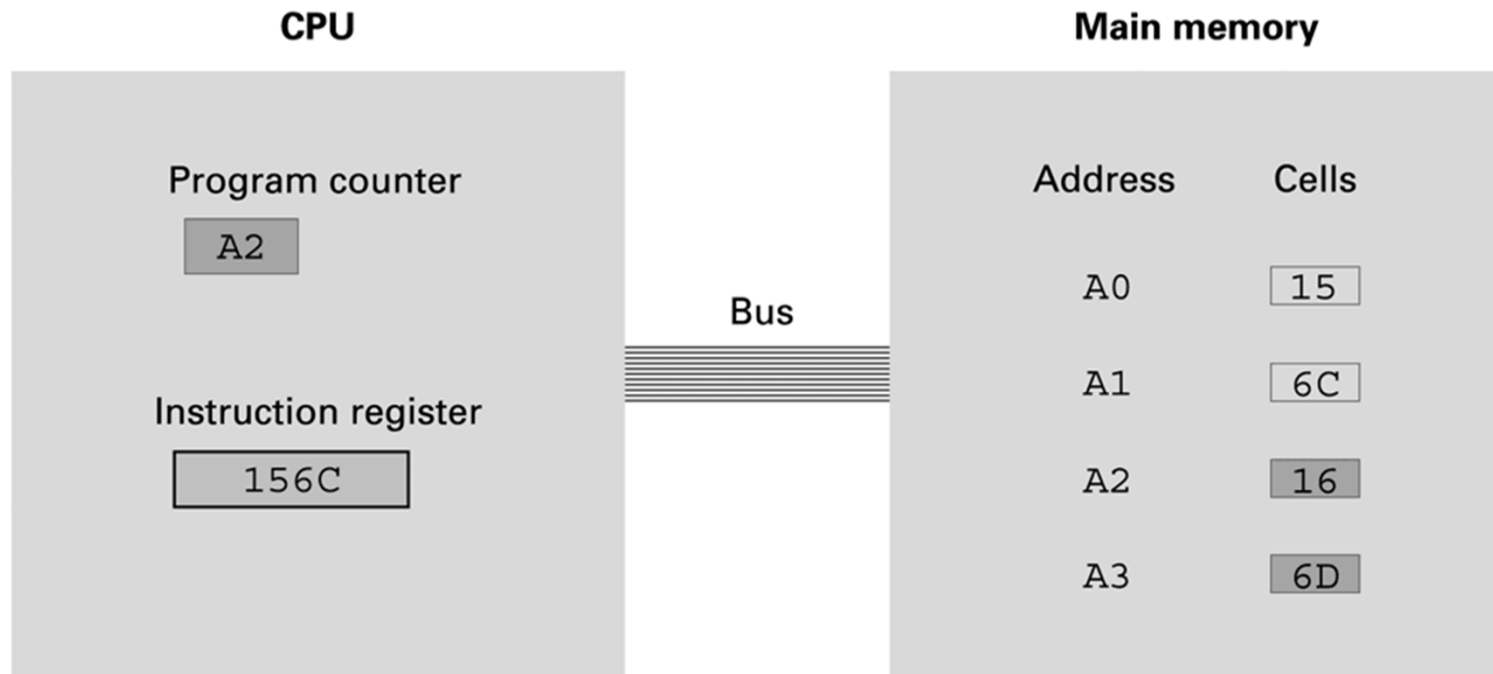 CPU
Main memory
Program counter
A2
Instruction register
156C
Bus
Address Cells
A0 15
A1 6C
A2 16
A3 6D